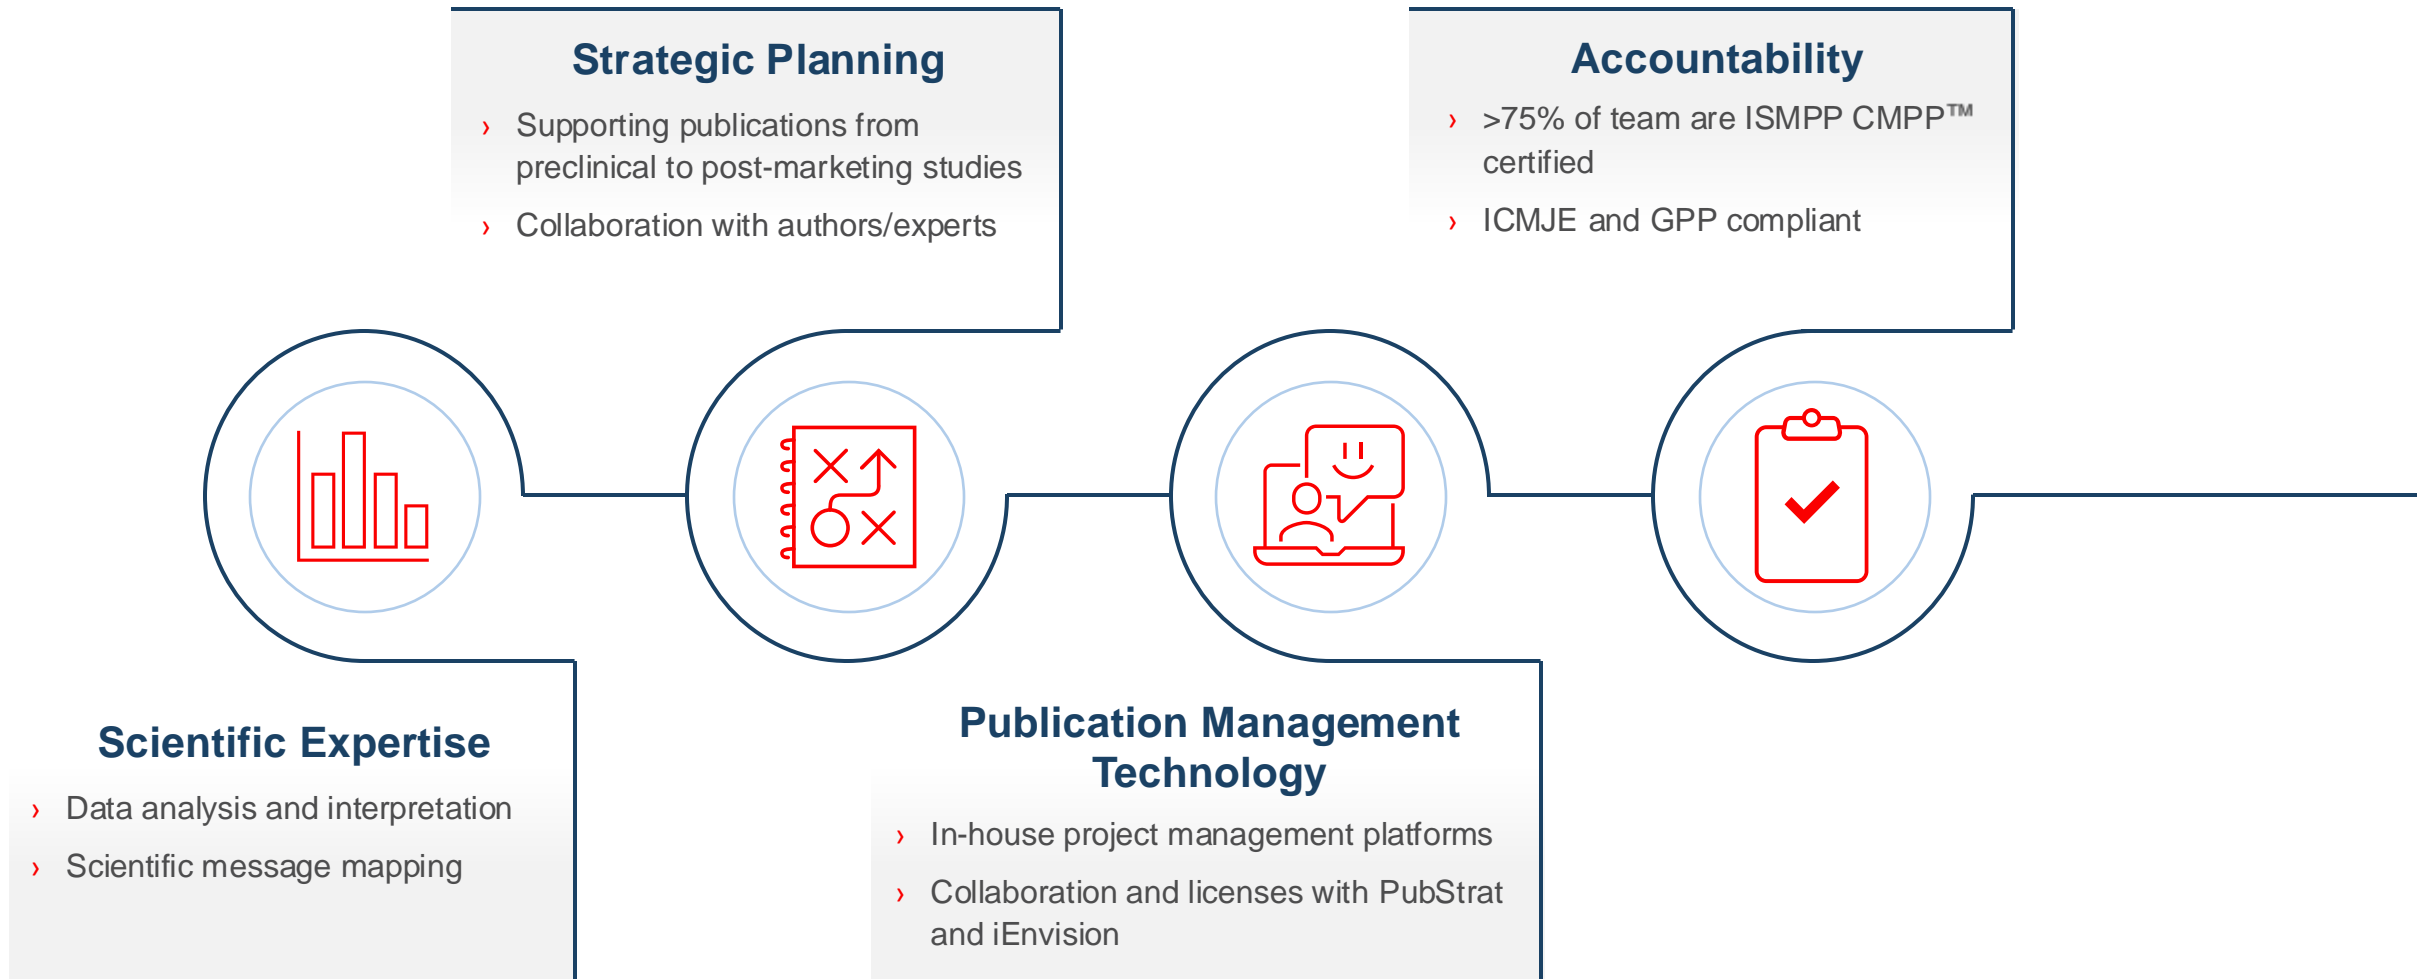 Strategic Planning
› Supporting publications from
preclinical to post-marketing studies
› Collaboration with authors/experts
Accountability
› >75% of team are ISMPP CMPP™
certified
› ICMJE and GPP compliant
Scientific Expertise
› Data analysis and interpretation
› Scientific message mapping
Publication Management
Technology
› In-house project management platforms
› Collaboration and licenses with PubStrat
and iEnvision